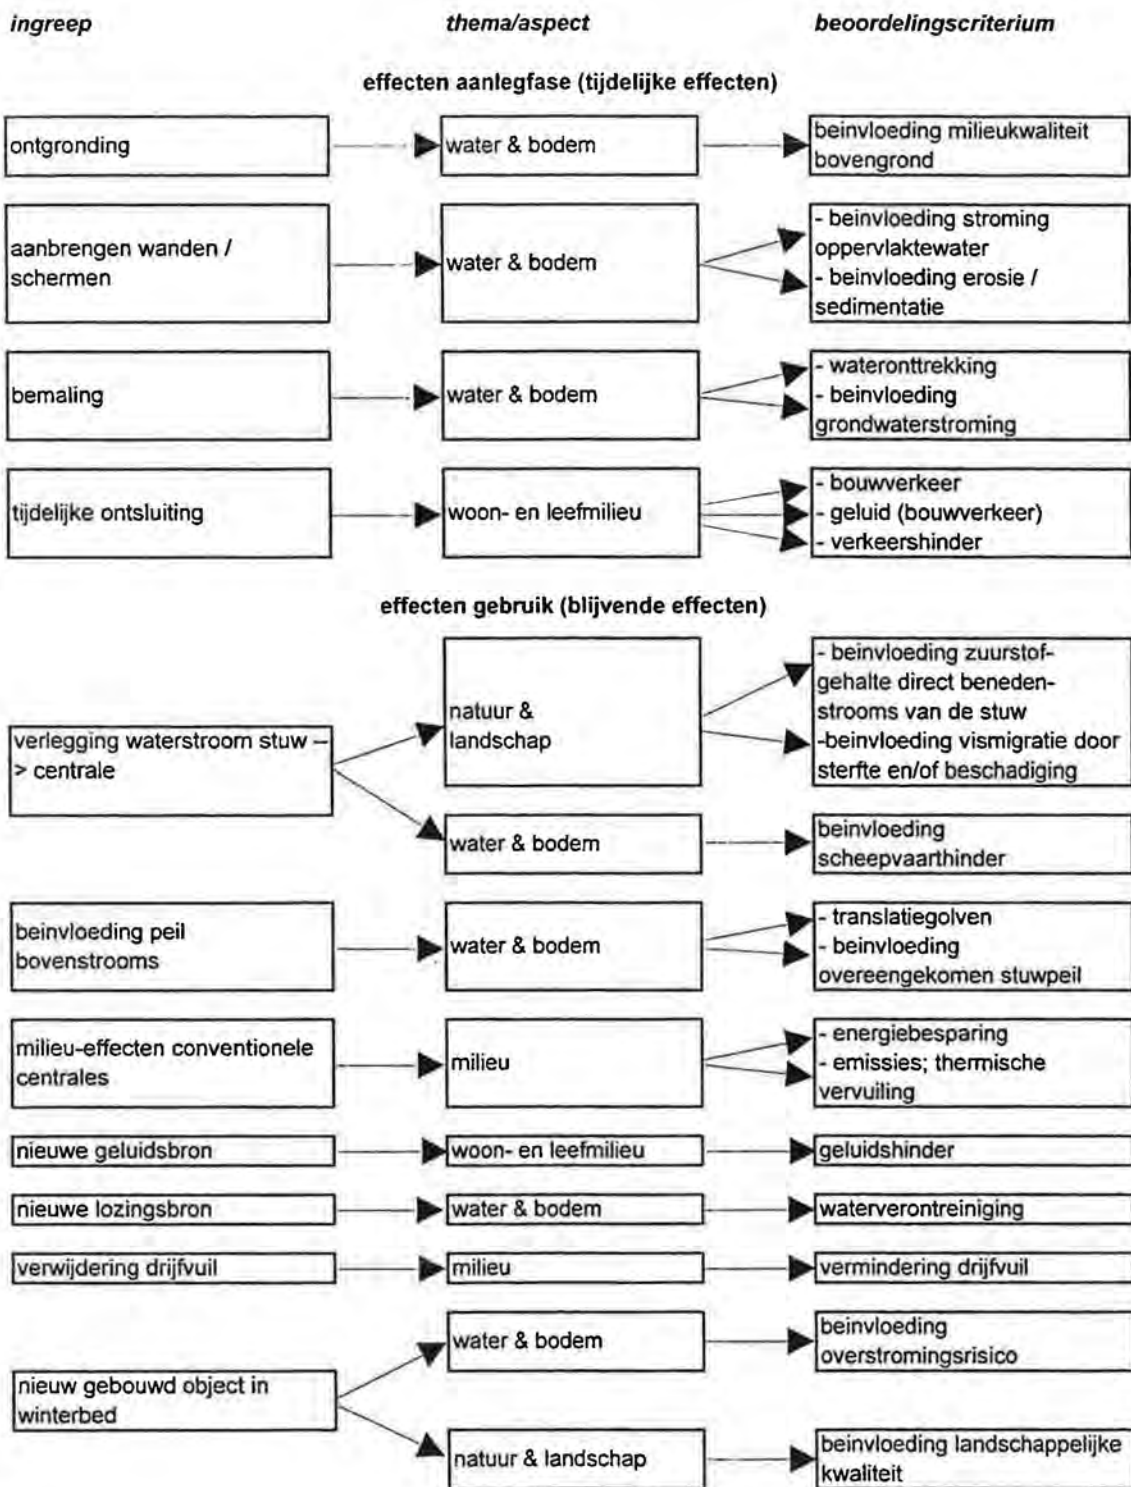 ingreep thema/aspect beoordelingscriterium
effecten aanlegfase (tijdelijke effecten)
ontgronding
water & bodem
beinvloeding milieukwaliteit
bovengrond
aanbrengen wanden /
schermen
water & bodem
- beinvloeding stroming
oppervlaktewater
- beinvloeding erosie /
sedimentatie
bemaling
water & bodem
- wateronttrekking
- beinvloeding
grondwaterstroming
tijdelijke ontsluiting
woon- en leefmilieu
- bouwverkeer
- geluid (bouwverkeer)
- verkeershinder
effecten gebruik (blijvende effecten)
verlegging waterstroom stuw –
> centrale
natuur &
landschap
- beinvloeding zuurstof-
gehalte direct beneden-
strooms van de stuw
-beinvloeding vismigratie door
sterfte en/of beschadiging
water & bodem
beinvloeding
scheepvaarthinder
beinvloeding peil
bovenstrooms
water & bodem
- translatiegolven
- beinvloeding
overeengekomen stuwpeil
milieu-effecten conventionele
centrales
milieu
- energiebesparing
- emissies; thermische
vervuiling
nieuwe geluidsbron
woon- en leefmilieu
geluidshinder
nieuwe lozingsbron
water & bodem
waterverontreiniging
verwijdering drijfvuil
milieu
vermindering drijfvuil
nieuw gebouwd object in
winterbed
water & bodem
beinvloeding
overstromingsrisico
natuur & landschap
beinvloeding landschappelijke
kwaliteit